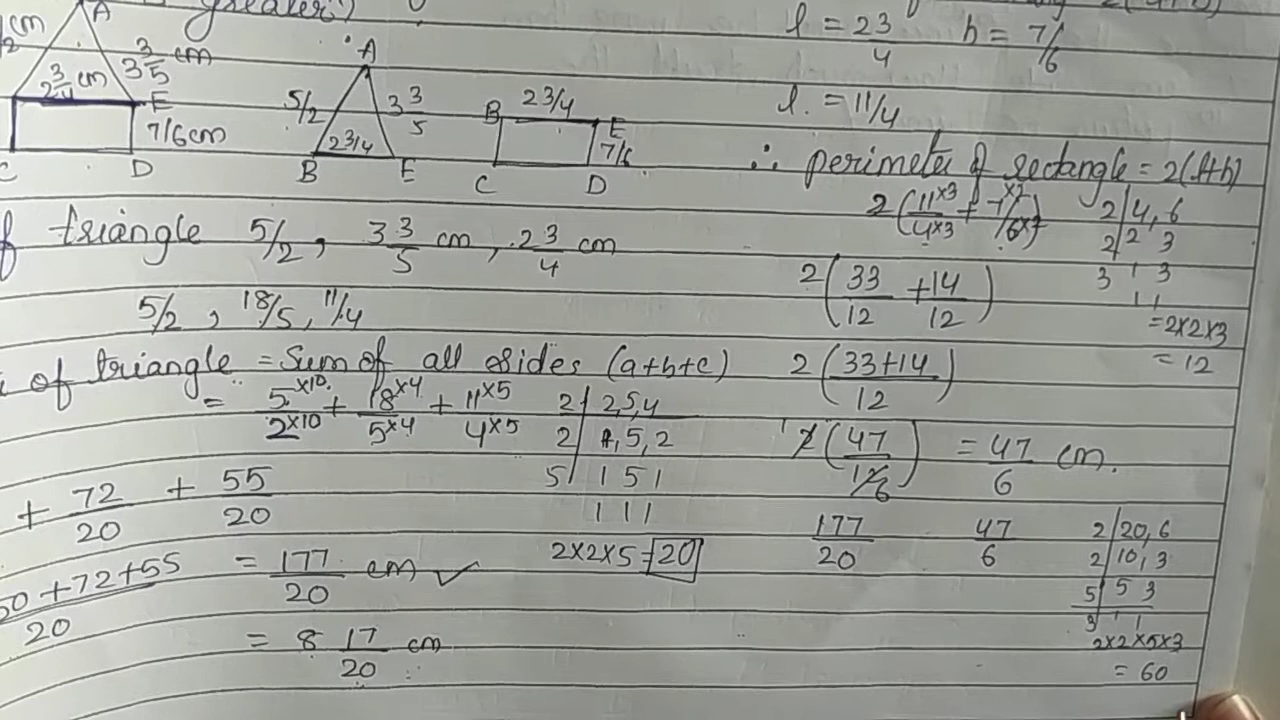 greater)
A
cm
3 3/5 cm
2 3/4 cm
E
7/6 cm
C D
A
5/2 3 3/5
2 3/4
B E
2 3/4
B E
7/6
C D
triangle 5/2, 3 3/5 cm, 2 3/4 cm
5/2, 18/5, 11/4
of triangle = Sum of all sides (a+b+c)
= 5×10/2×10 + 18×4/5×4 + 11×5/4×5
2 | 2,5,4
2 | 1,5,2
5 | 1 5 1
1 1 1
+ 72/20 + 55/20
2×2×5=20
+72+55/20 = 177/20 cm ✓
= 8 17/20 cm
l = 2 3/4 b = 7/6
l. = 11/4
∴ perimeter of rectangle = 2(l+b)
2(11×3/4×3 + 7×2/6×2)
2 | 4, 6
2 | 2 3
3 1 3
1 1
= 2×2×3
= 12
2(33/12 + 14/12)
2(33+14/12)
2(47/12) = 47/6 cm.
6
177/20 47/6
2 | 20, 6
2 | 10, 3
5 | 5 3
3 1 1
2×2×5×3
= 60